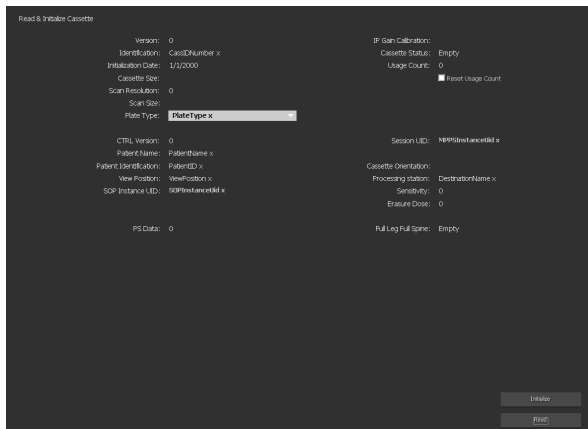 Read & Initialize Cassette
Version: 0 IP Gain Calibration:
Identification: CassIDNumber x Cassette Status: Empty
Initialization Date: 1/1/2000 Usage Count: 0
Cassette Size: Reset Usage Count
Scan Resolution: 0
Scan Size:
Plate Type: PlateType x
CTRL Version: 0 Session UID: MPPSInstanceUid x
Patient Name: PatientName x
Patient Identification: PatientID x Cassette Orientation:
View Position: ViewPosition x Processing station: DestinationName x
SOP Instance UID: SOPInstanceUid x Sensitivity: 0
Erasure Dose: 0
PS Data: 0 Full Leg Full Spine: Empty
Initialize
Read